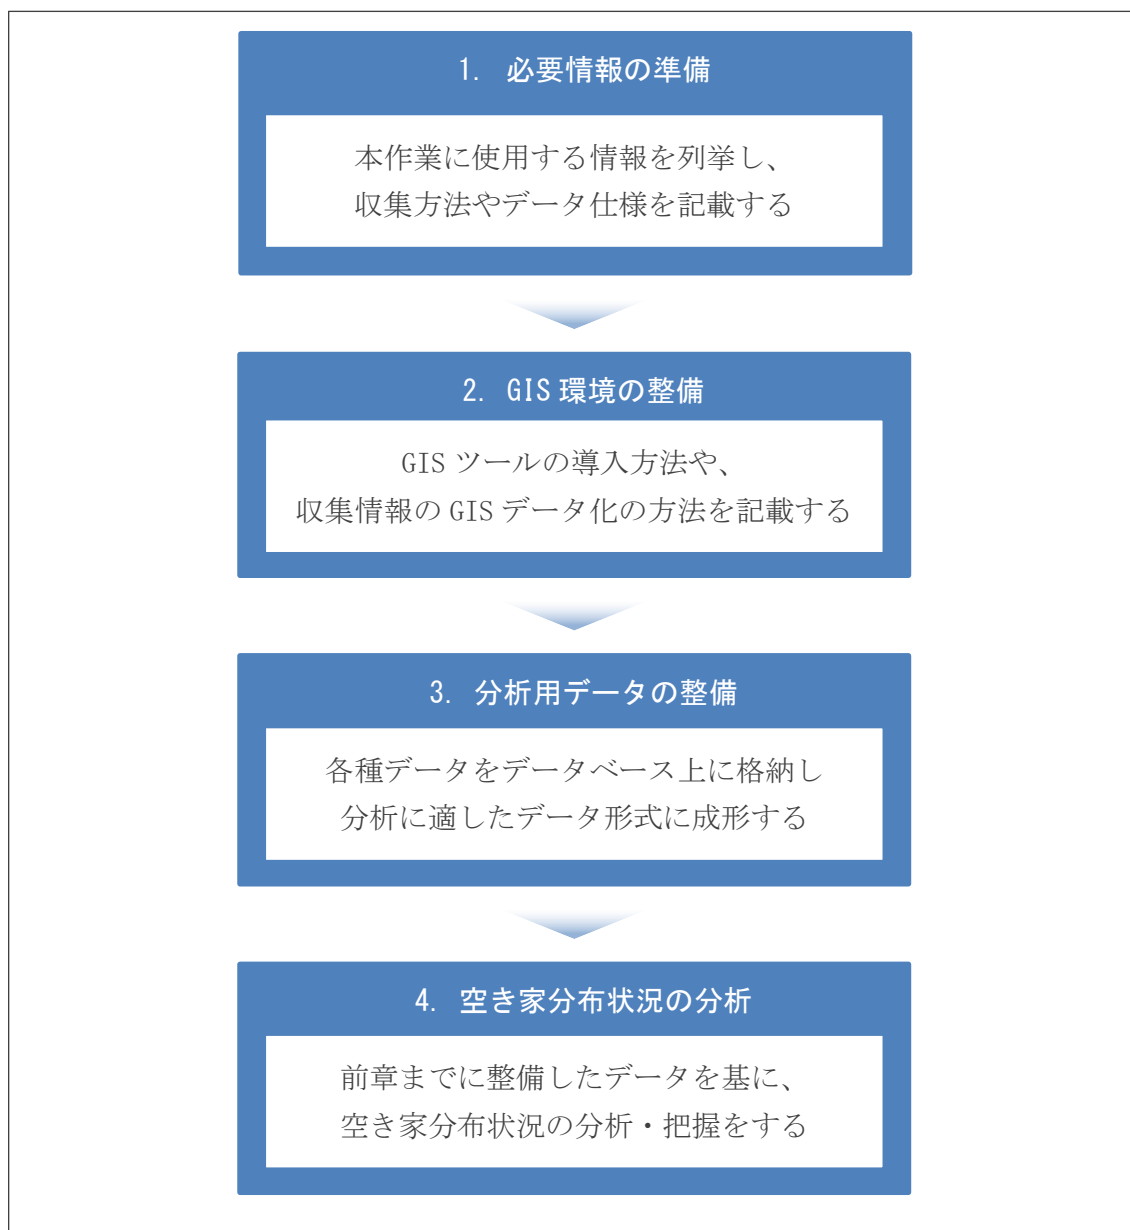 1. 必要情報の準備
本作業に使用する情報を列挙し、
収集方法やデータ仕様を記載する
2. GIS 環境の整備
GIS ツールの導入方法や、
収集情報の GIS データ化の方法を記載する
3. 分析用データの整備
各種データをデータベース上に格納し
分析に適したデータ形式に成形する
4. 空き家分布状況の分析
前章までに整備したデータを基に、
空き家分布状況の分析・把握をする